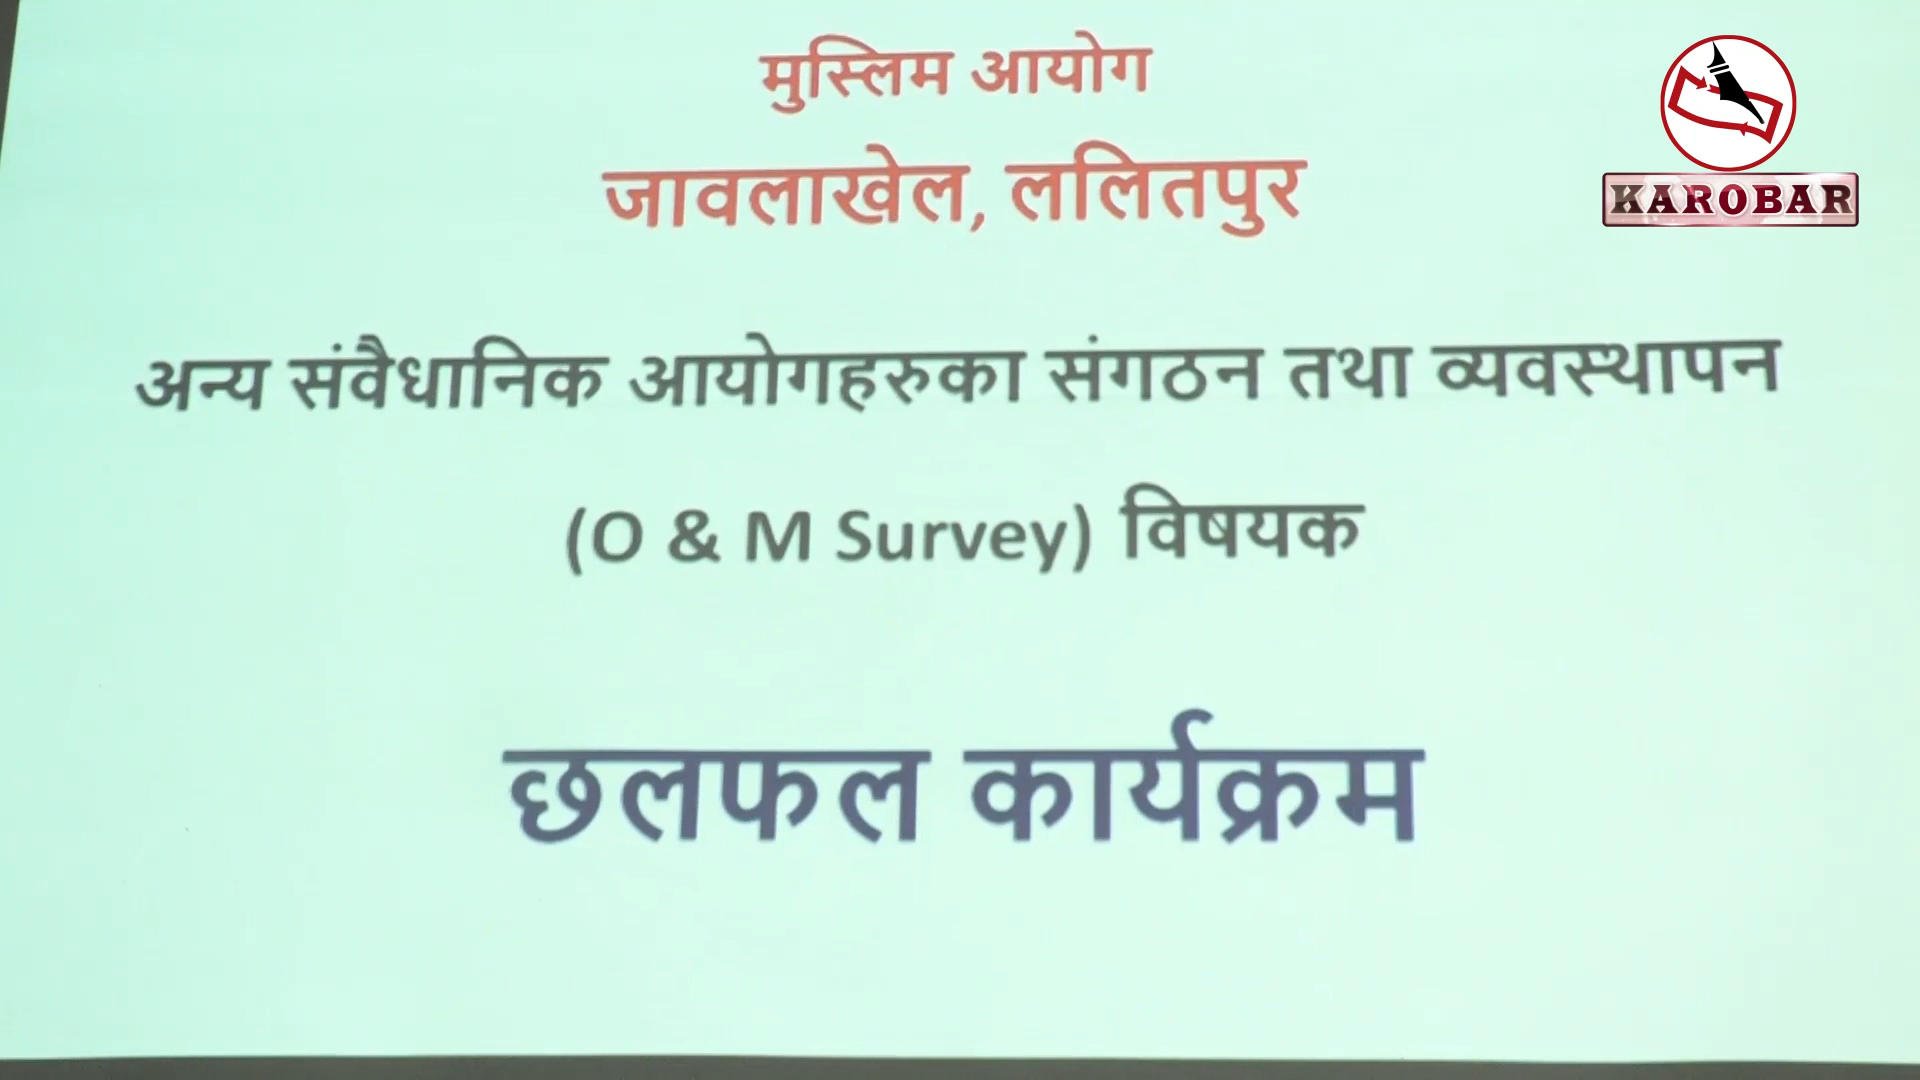 मुस्लिम आयोग
जावलाखेल, ललितपुर
KAROBAR
अन्य संवैधानिक आयोगहरुका संगठन तथा व्यवस्थापन
(O & M Survey) विषयक
छलफल कार्यक्रम